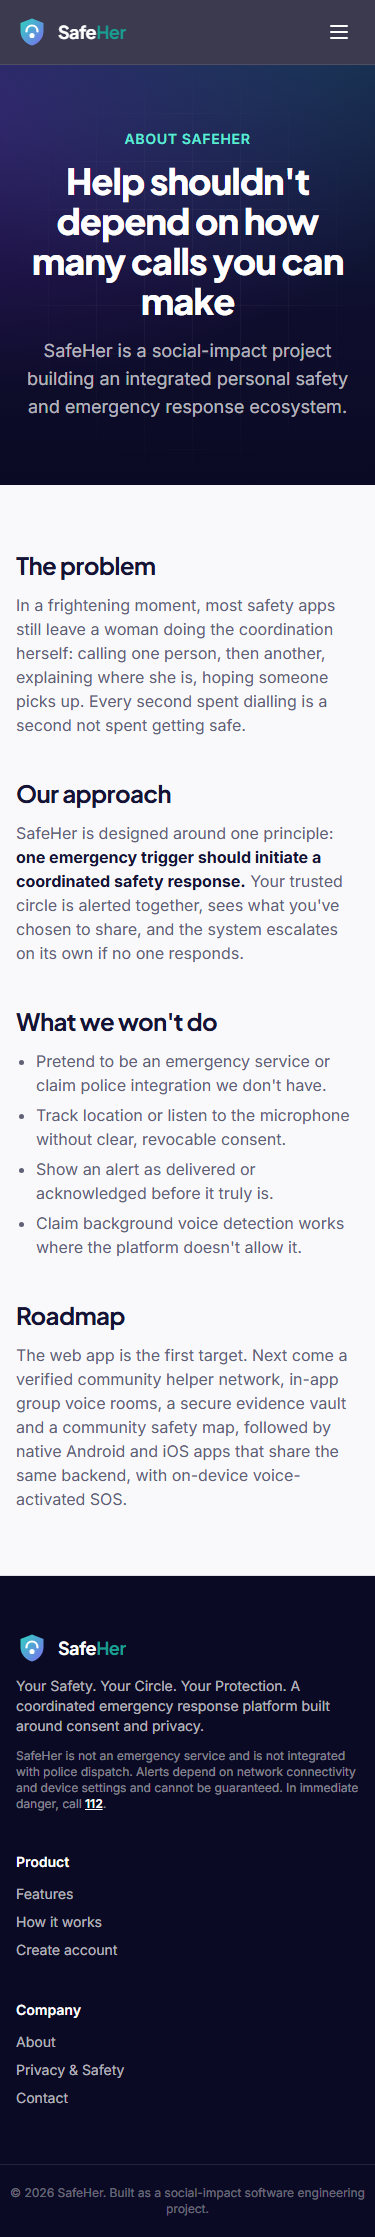 SafeHer
ABOUT SAFEHER
Help shouldn't
depend on how
many calls you can
make
SafeHer is a social-impact project
building an integrated personal safety
and emergency response ecosystem.
The problem
In a frightening moment, most safety apps
still leave a woman doing the coordination
herself: calling one person, then another,
explaining where she is, hoping someone
picks up. Every second spent dialling is a
second not spent getting safe.
Our approach
SafeHer is designed around one principle:
one emergency trigger should initiate a
coordinated safety response. Your trusted
circle is alerted together, sees what you've
chosen to share, and the system escalates
on its own if no one responds.
What we won't do
• Pretend to be an emergency service or
claim police integration we don't have.
• Track location or listen to the microphone
without clear, revocable consent.
• Show an alert as delivered or
acknowledged before it truly is.
• Claim background voice detection works
where the platform doesn't allow it.
Roadmap
The web app is the first target. Next come a
verified community helper network, in-app
group voice rooms, a secure evidence vault
and a community safety map, followed by
native Android and iOS apps that share the
same backend, with on-device voice-
activated SOS.
SafeHer
Your Safety. Your Circle. Your Protection. A
coordinated emergency response platform built
around consent and privacy.
SafeHer is not an emergency service and is not integrated
with police dispatch. Alerts depend on network connectivity
and device settings and cannot be guaranteed. In immediate
danger, call 112.
Product
Features
How it works
Create account
Company
About
Privacy & Safety
Contact
© 2026 SafeHer. Built as a social-impact software engineering
project.